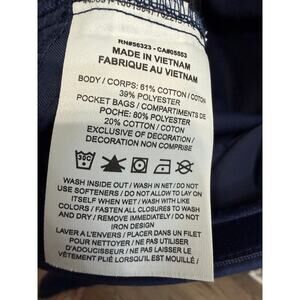 RN#56323 - CA#05553
MADE IN VIETNAM
FABRIQUE AU VIETNAM
BODY / CORPS: 61% COTTON / COTON
39% POLYESTER
POCKET BAGS / COMPARTIMENTS DE
POCHE: 80% POLYESTER
20% COTTON / COTON
EXCLUSIVE OF DECORATION /
DECORATION NON COMPRISE
30C
WASH INSIDE OUT / WASH IN NET / DO NOT
USE SOFTENERS / DO NOT ALLOW TO LAY ON
ITSELF WHEN WET / WASH WITH LIKE
COLORS / FASTEN ALL CLOSURES TO WASH
AND DRY / REMOVE IMMEDIATELY / DO NOT
IRON DESIGN
LAVER A L'ENVERS / PLACER DANS UN FILET
POUR NETTOYER / NE PAS UTILISER
D'ADOUCISSEUR / NE PAS LAISSER LE
VÊTEMENT PLIÉ LORSQU'IL EST MOUILLÉ /